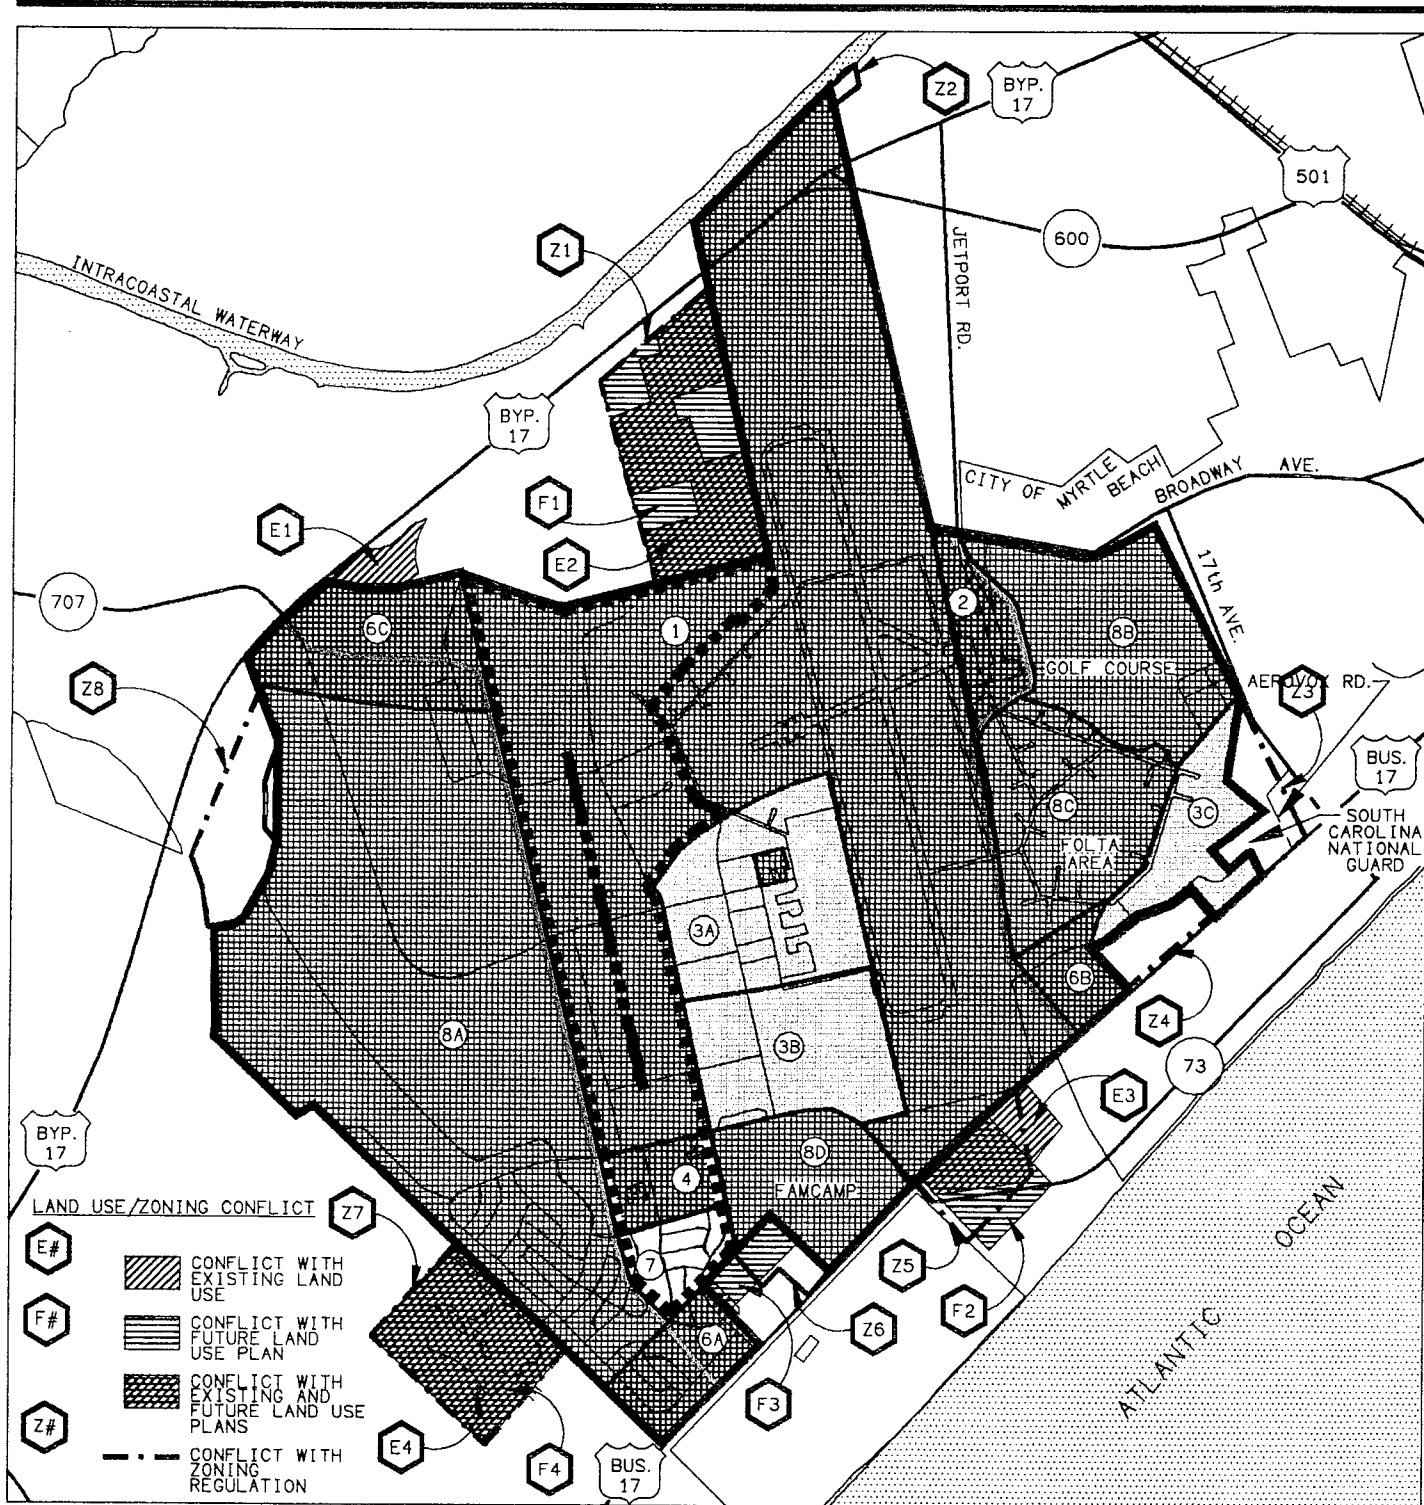 Z2
BYP.
17
501
Z1
600
JETPORT RD.
INTRACOASTAL WATERWAY
BYP.
17
CITY OF MYRTLE
BEACH
BROADWAY AVE.
F1
E1
E2
17th AVE.
707
2
6C
1
8B
GOLF COURSE
AEROVOX RD.
Z8
Z3
BUS.
17
8C
3C
SOUTH
CAROLINA
NATIONAL
GUARD
FOLTA
AREA
3A
6B
8A
Z4
3B
73
E3
BYP.
17
8D
4
FAMCAMP
LAND USE/ZONING CONFLICT
Z7
OCEAN
E#
CONFLICT WITH
EXISTING LAND
USE
7
Z5
F2
F#
CONFLICT WITH
FUTURE LAND
USE PLAN
6A
Z6
ATLANTIC
CONFLICT WITH
EXISTING AND
FUTURE LAND USE
PLANS
F3
Z#
E4
CONFLICT WITH
ZONING
REGULATION
F4
BUS.
17